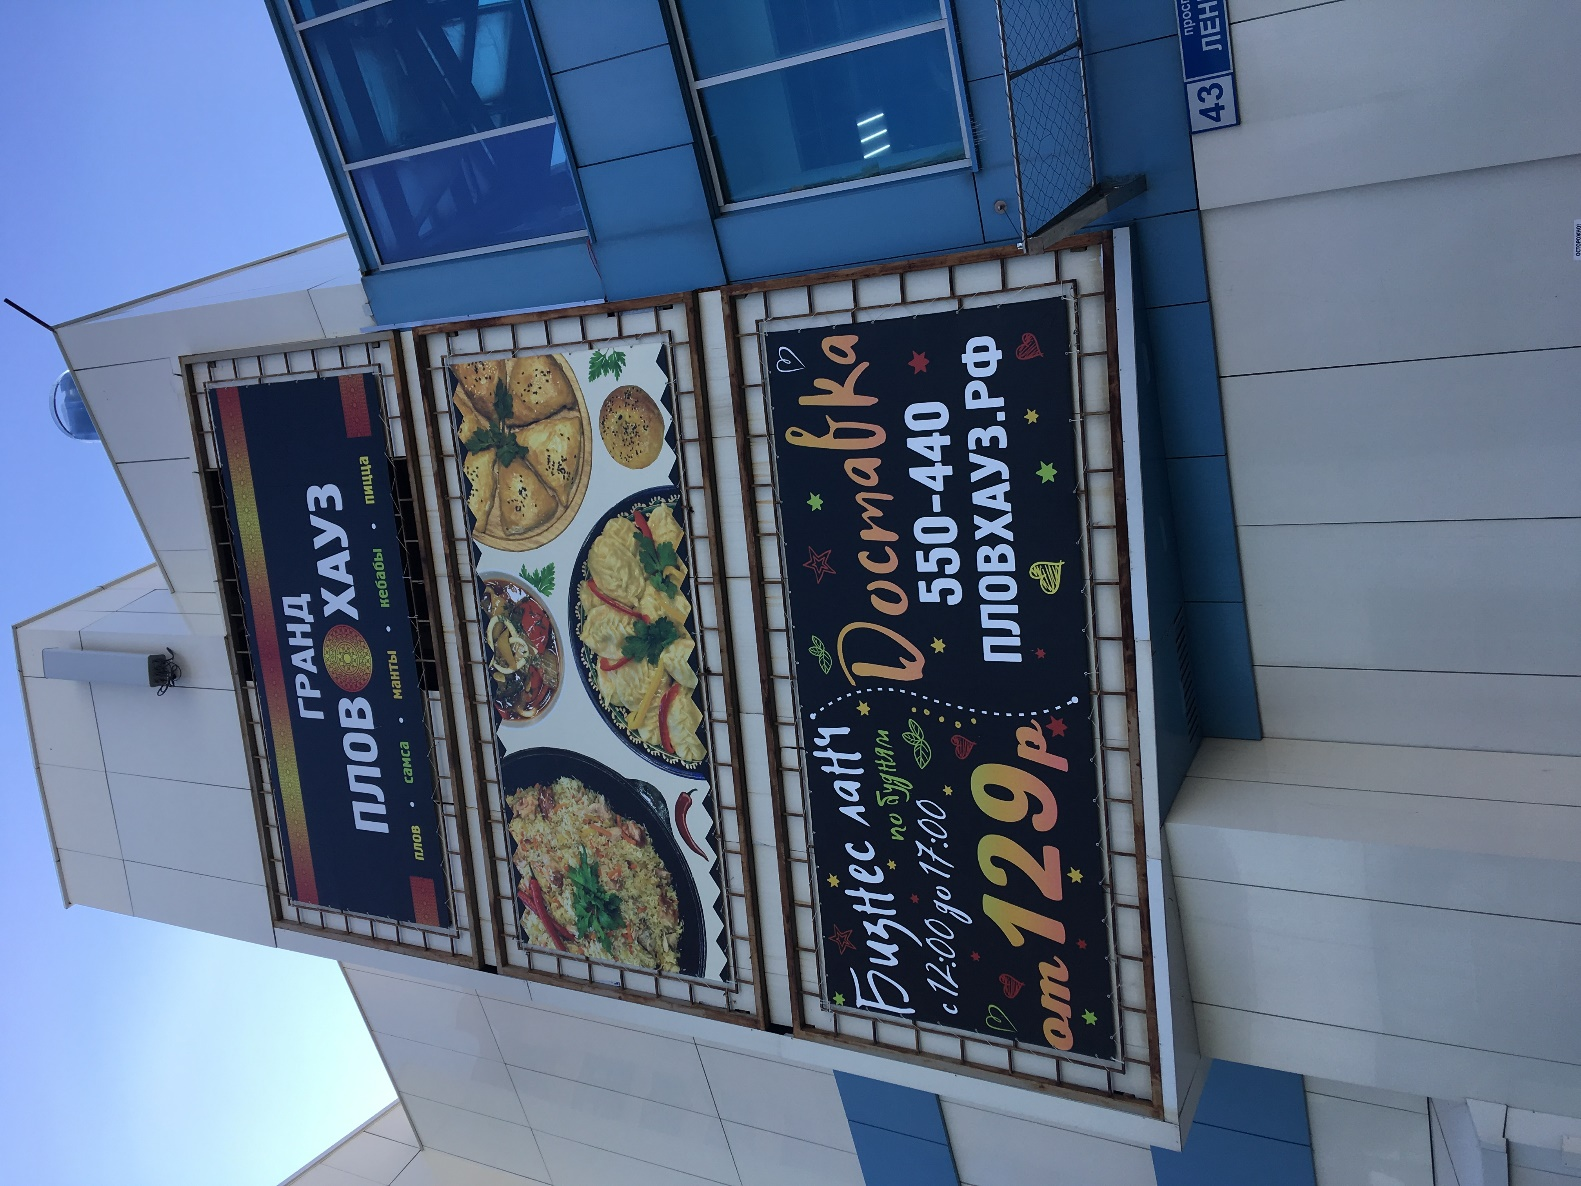 ГРАНД
ПЛОВ ХАУЗ
плов · самса · манты · кебабы · пицца
Бизнес ланч
по будням
с 12:00 до 17:00
от 129р
Доставка
550-440
ПЛОВХАУЗ.РФ
43